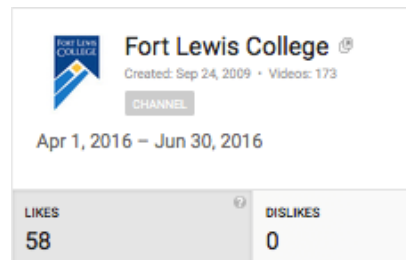 FORT LEWIS
COLLEGE
Fort Lewis College
Created: Sep 24, 2009 • Videos: 173
CHANNEL
Apr 1, 2016 – Jun 30, 2016
LIKES
?
DISLIKES
58
0